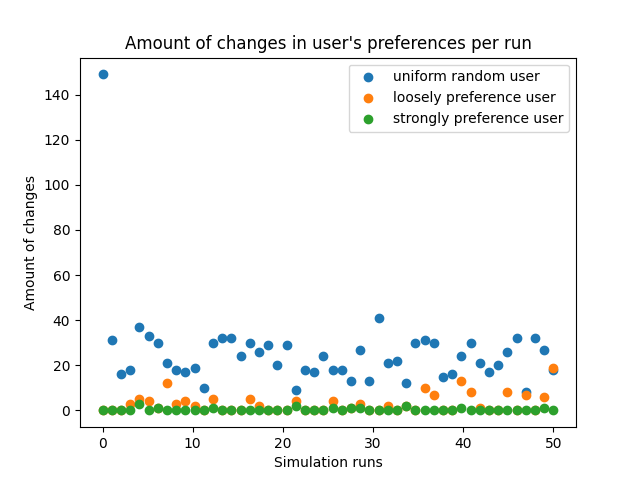 Amount of changes in user's preferences per run
uniform random user
loosely preference user
strongly preference user
140
120
100
80
60
40
20
0
Amount of changes
0 10 20 30 40 50
Simulation runs